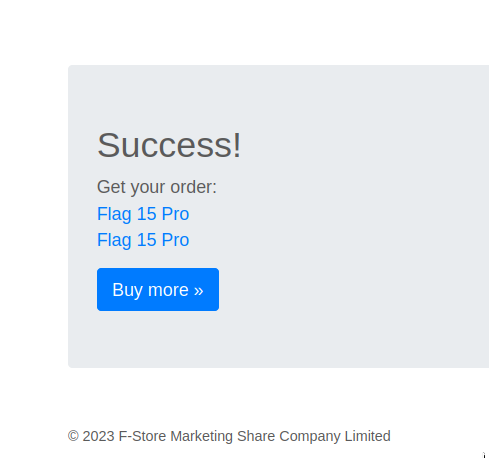 Success!
Get your order:
Flag 15 Pro
Flag 15 Pro
Buy more »
© 2023 F-Store Marketing Share Company Limited